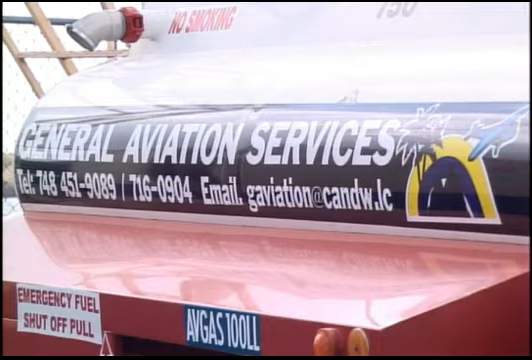 NO SMOKING
750
GENERAL AVIATION SERVICES
Tel: 748 451-9089 / 716-0904 Email. gaviation@candw.lc
EMERGENCY FUEL
SHUT OFF PULL
AVGAS 100LL